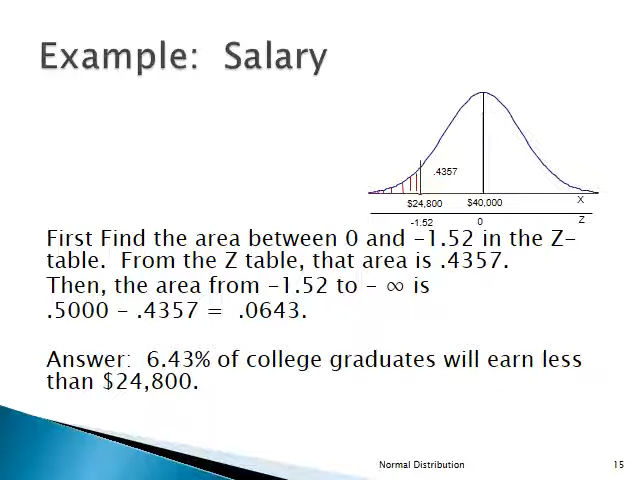 Example:  Salary
.4357
$24,800
$40,000
X
-1.52
0
Z
First Find the area between 0 and -1.52 in the Z-
table.  From the Z table, that area is .4357.
Then, the area from -1.52 to - ∞ is
.5000 - .4357 =  .0643.
Answer:  6.43% of college graduates will earn less
than $24,800.
Normal Distribution
15